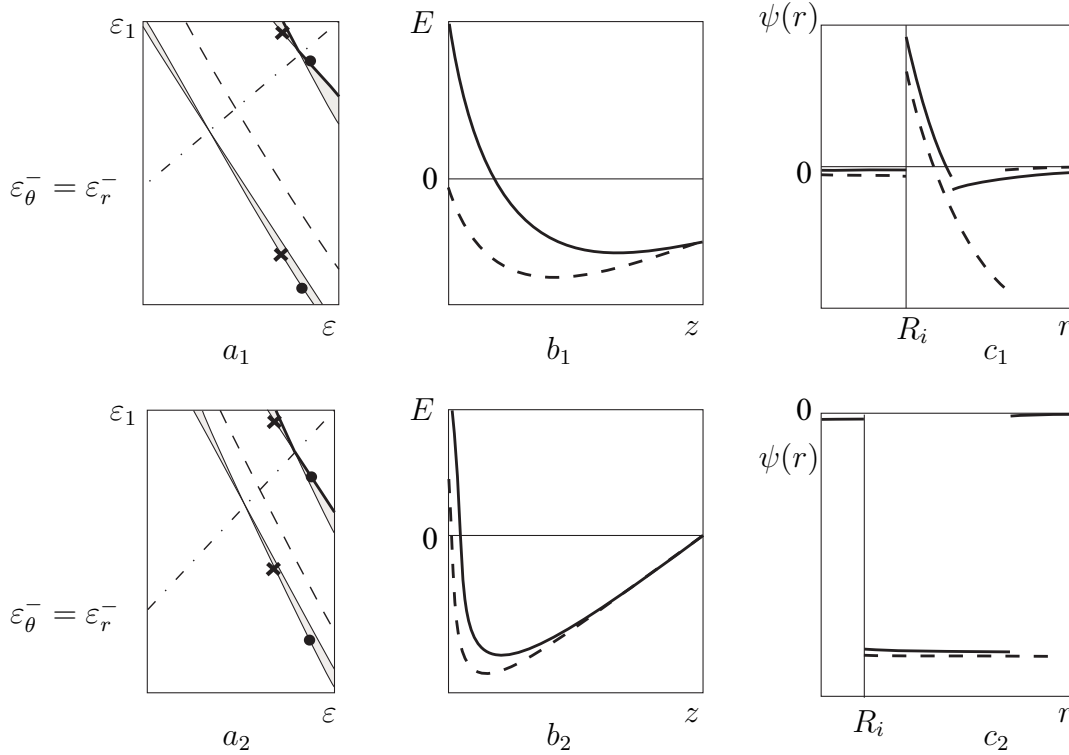 ε₁
E
ψ(r)
0
0
ε_θ^- = ε_r^-
ε
z
R_i
r
a₁
b₁
c₁
ε₁
E
0
0
ψ(r)
ε_θ^- = ε_r^-
ε
z
R_i
r
a₂
b₂
c₂